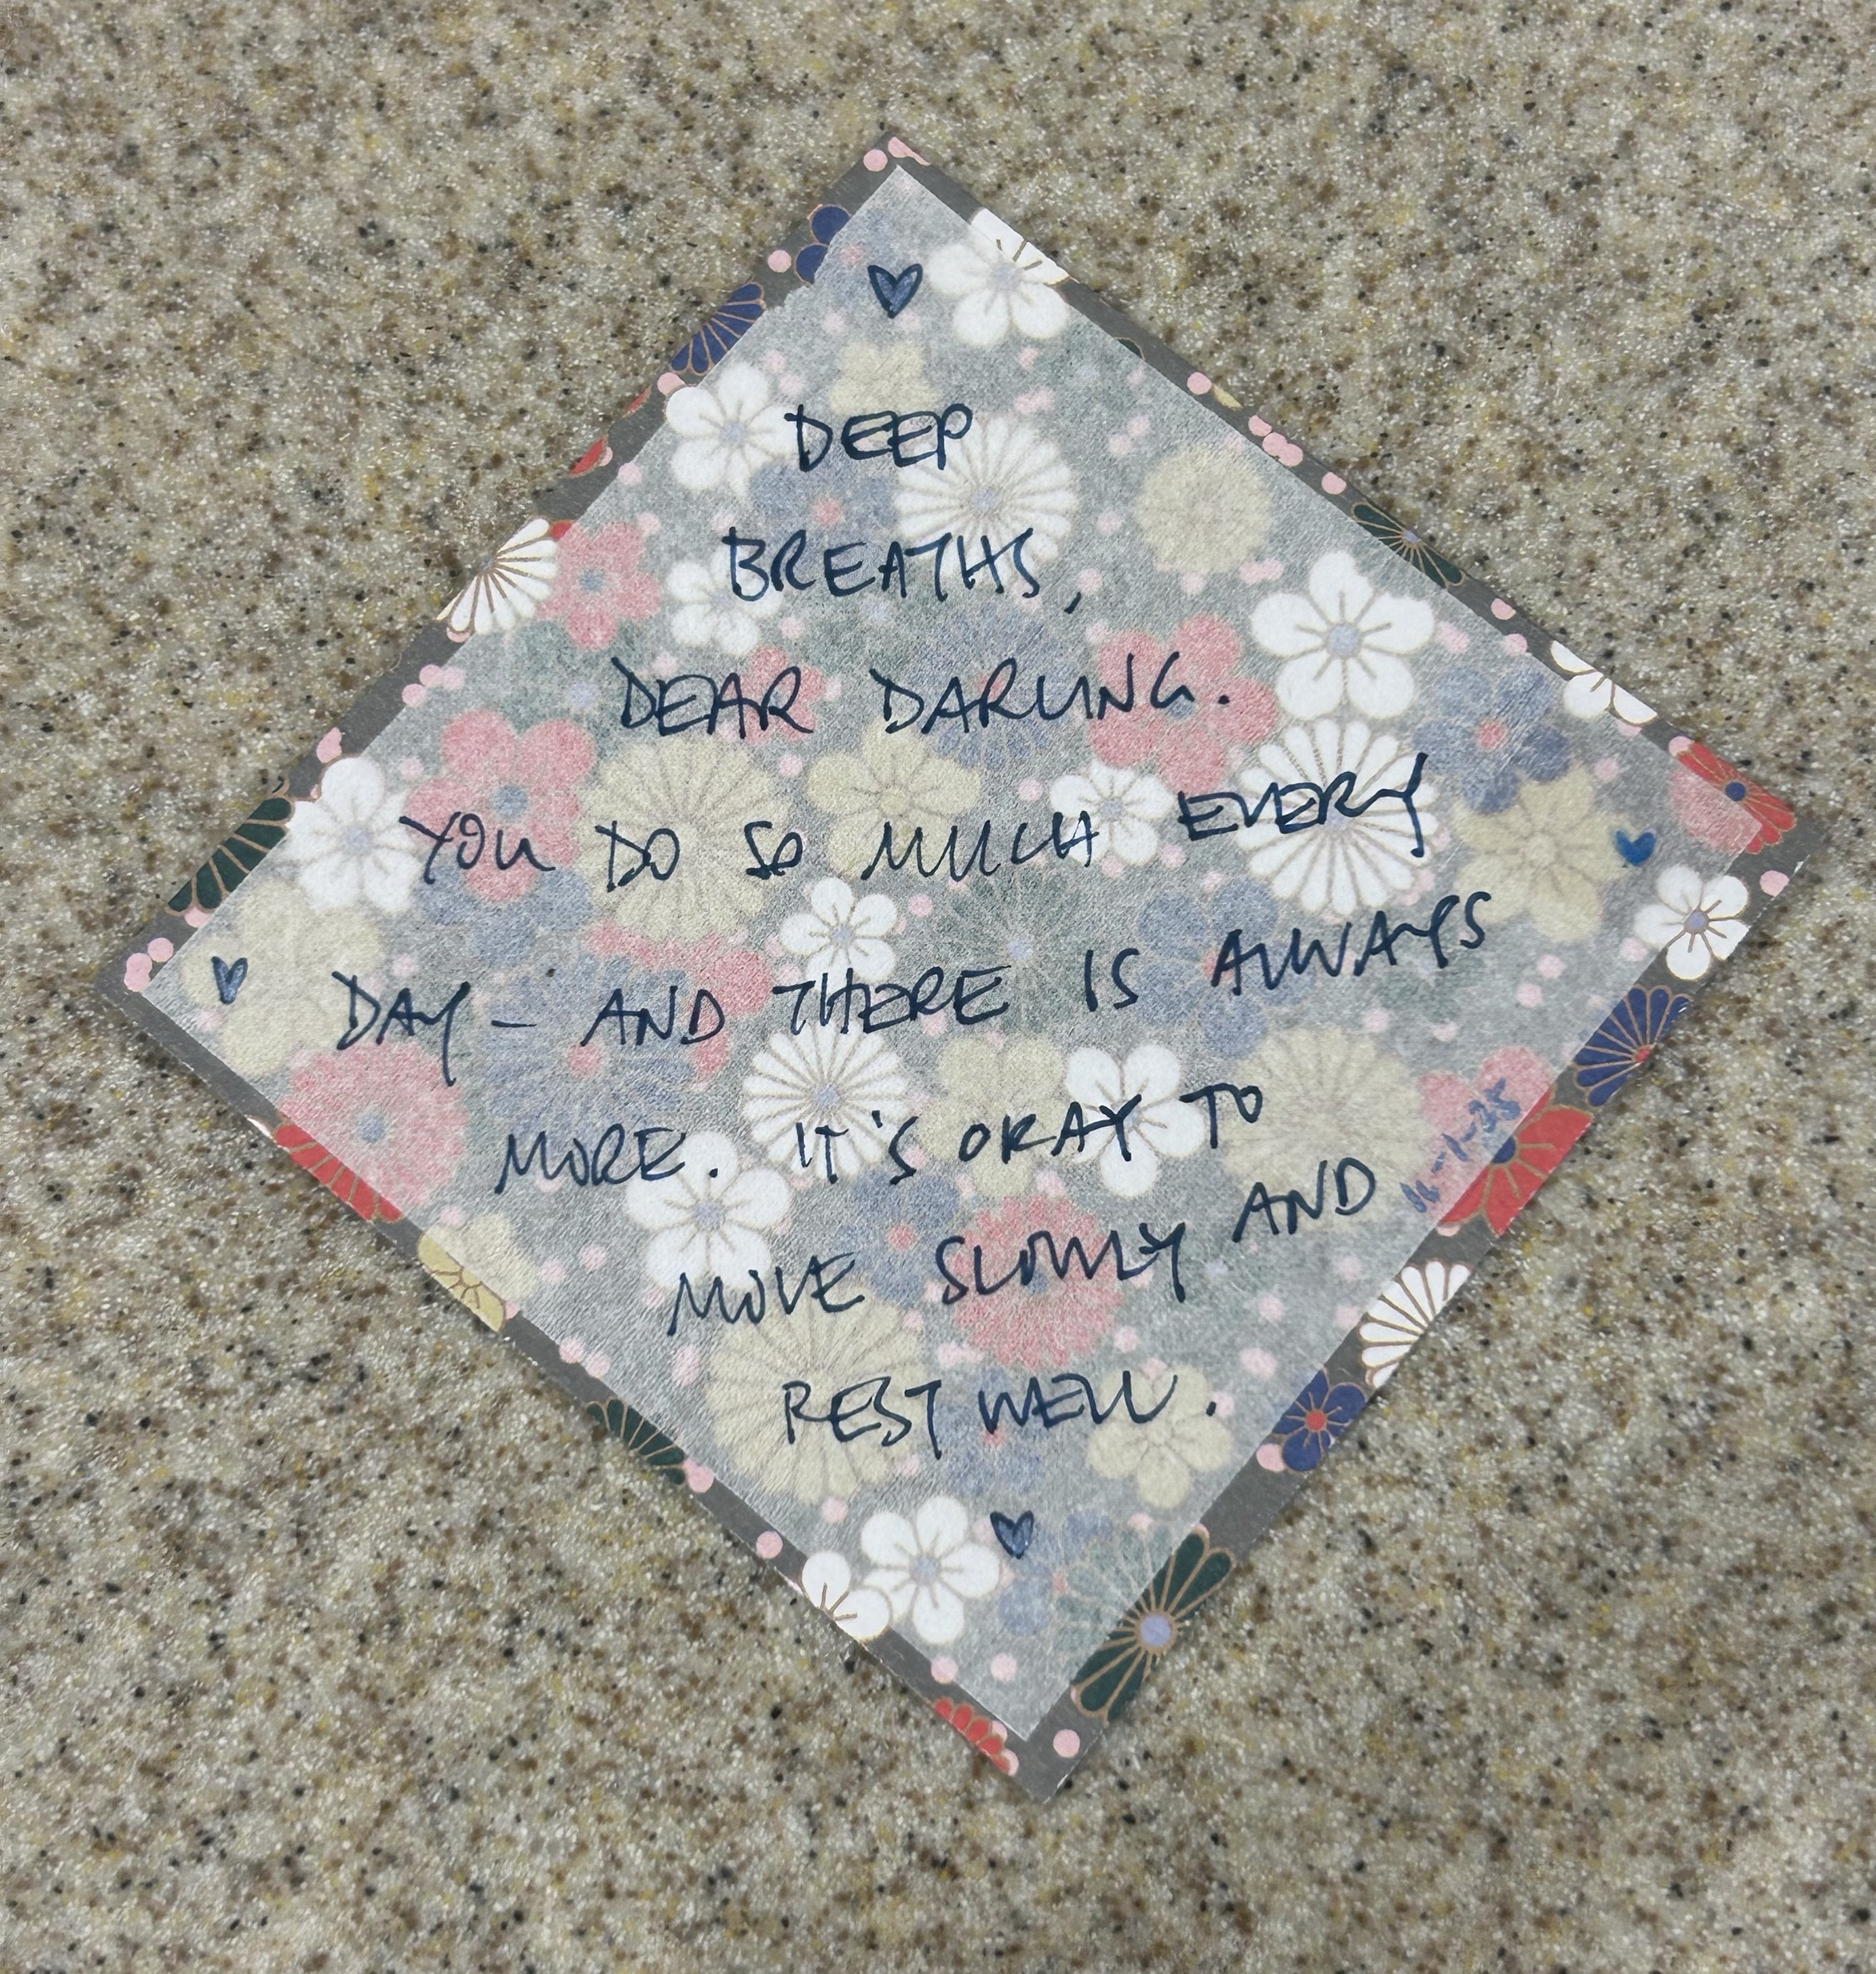 DEEP
BREATHS,
DEAR DARLING.
YOU DO SO MUCH EVERY
DAY – AND THERE IS ALWAYS
MORE. IT'S OKAY TO
MOVE SLOWLY AND
REST WELL.